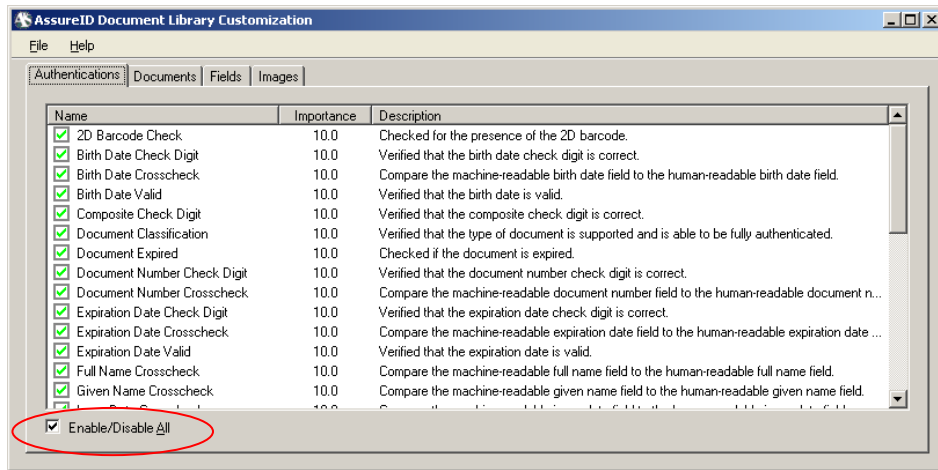 AssureID Document Library Customization
File Help
Authentications Documents Fields Images
Name Importance Description
2D Barcode Check 10.0 Checked for the presence of the 2D barcode.
Birth Date Check Digit 10.0 Verified that the birth date check digit is correct.
Birth Date Crosscheck 10.0 Compare the machine-readable birth date field to the human-readable birth date field.
Birth Date Valid 10.0 Verified that the birth date is valid.
Composite Check Digit 10.0 Verified that the composite check digit is correct.
Document Classification 10.0 Verified that the type of document is supported and is able to be fully authenticated.
Document Expired 10.0 Checked if the document is expired.
Document Number Check Digit 10.0 Verified that the document number check digit is correct.
Document Number Crosscheck 10.0 Compare the machine-readable document number field to the human-readable document n...
Expiration Date Check Digit 10.0 Verified that the expiration date check digit is correct.
Expiration Date Crosscheck 10.0 Compare the machine-readable expiration date field to the human-readable expiration date ...
Expiration Date Valid 10.0 Verified that the expiration date is valid.
Full Name Crosscheck 10.0 Compare the machine-readable full name field to the human-readable full name field.
Given Name Crosscheck 10.0 Compare the machine-readable given name field to the human-readable given name field.
Enable/Disable All